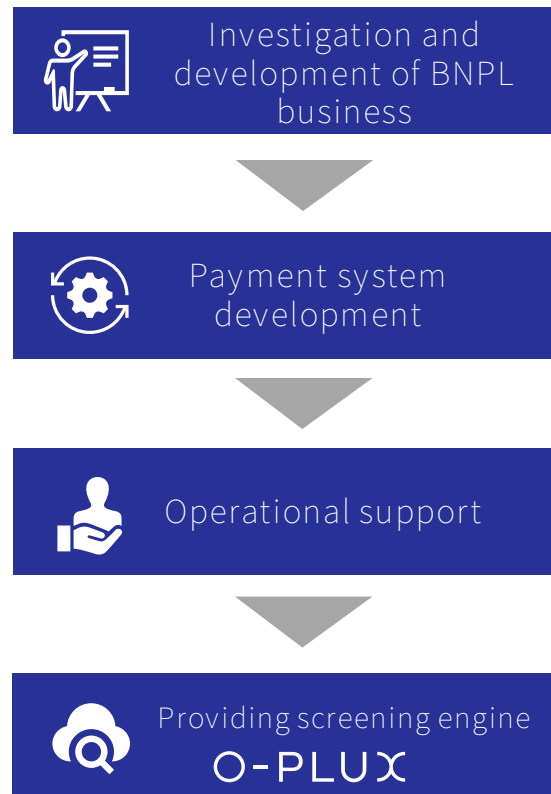 Investigation and
development of BNPL
business
Payment system
development
Operational support
Providing screening engine
O-PLUX